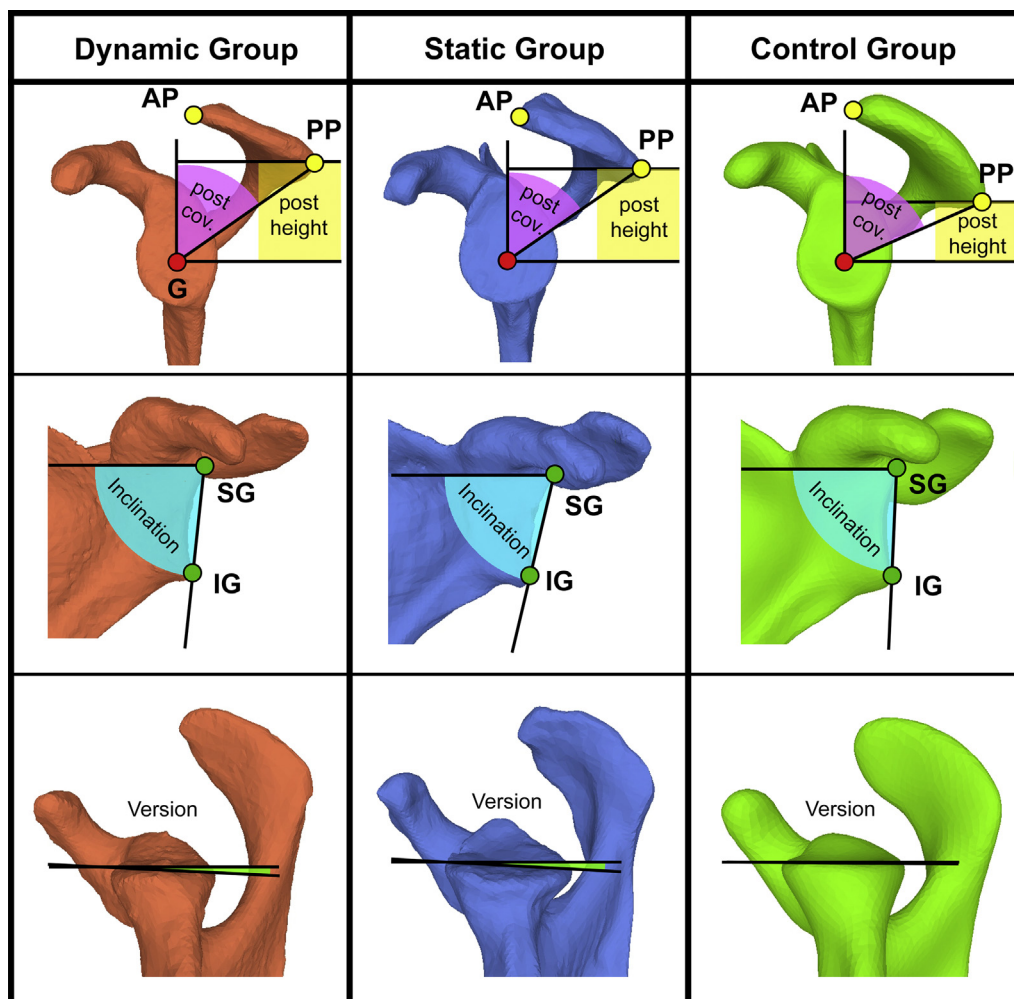 Dynamic Group
Static Group
Control Group
AP
PP
post
cov.
post
height
G
AP
PP
post
cov.
post
height
AP
PP
post
cov.
post
height
Inclination
SG
IG
Inclination
SG
IG
Inclination
SG
IG
Version
Version
Version